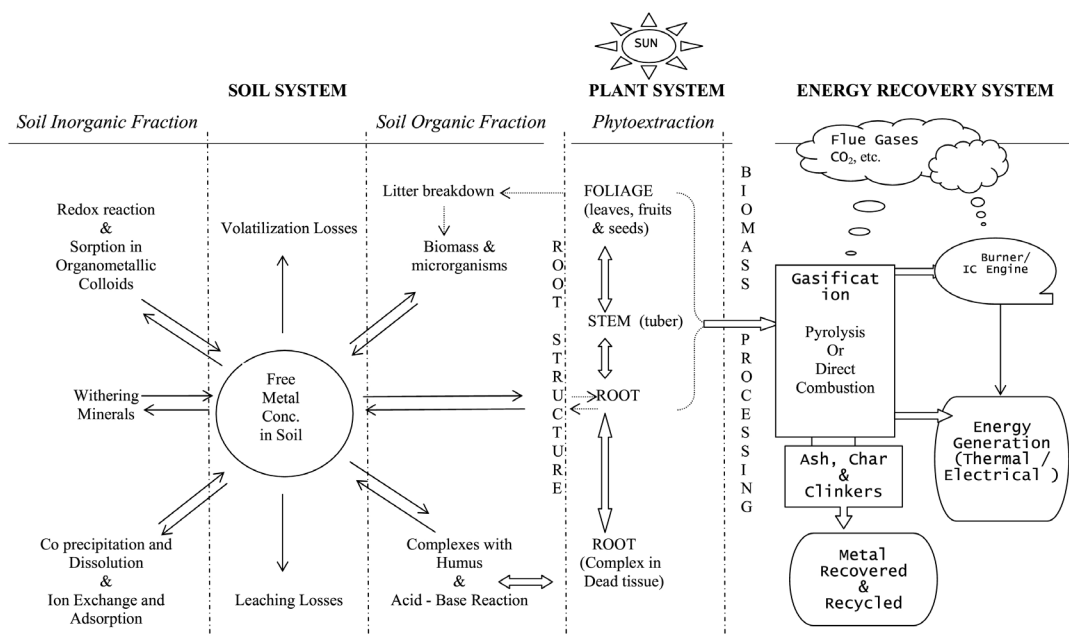 SUN
SOIL SYSTEM
PLANT SYSTEM
ENERGY RECOVERY SYSTEM
Soil Inorganic Fraction
Soil Organic Fraction
Phytoextraction
Redox reaction
&
Sorption in
Organometallic
Colloids
Withering
Minerals
Co precipitation and
Dissolution
&
Ion Exchange and
Adsorption
Volatilization Losses
Free
Metal
Conc.
in Soil
Leaching Losses
Litter breakdown
Biomass &
microrganisms
Complexes with
Humus
&
Acid - Base Reaction
ROOT STRUCTURE
FOLIAGE
(leaves, fruits
& seeds)
STEM (tuber)
ROOT
ROOT
(Complex in
Dead tissue)
BIOMASS PROCESSING
Flue Gases
CO₂, etc.
Burner/
IC Engine
Gasificat
ion
Pyrolysis
Or
Direct
Combustion
Energy
Generation
(Thermal /
Electrical )
Ash, Char
&
Clinkers
Metal
Recovered
&
Recycled